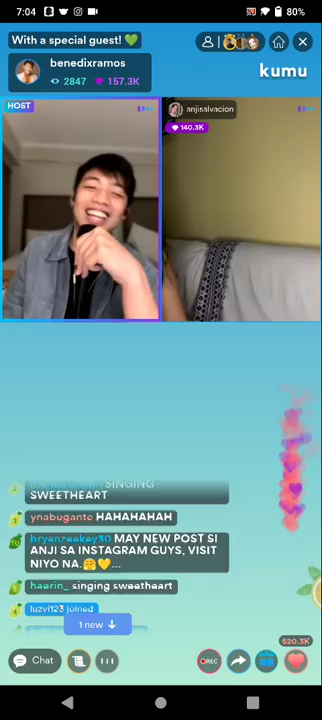 7:04
80%
With a special guest! 💚
benedixramos
2847 157.3K
kumu
HOST
anjisalvacion
140.3K
SINGING
SWEETHEART
ynabugante HAHAHAHAH
bryanzeekey30 MAY NEW POST SI
ANJI SA INSTAGRAM GUYS, VISIT
NIYO NA.🤗💛...
haerin_ singing sweetheart
luzvi123 joined
1 new ↓
520.3K
Chat
REC